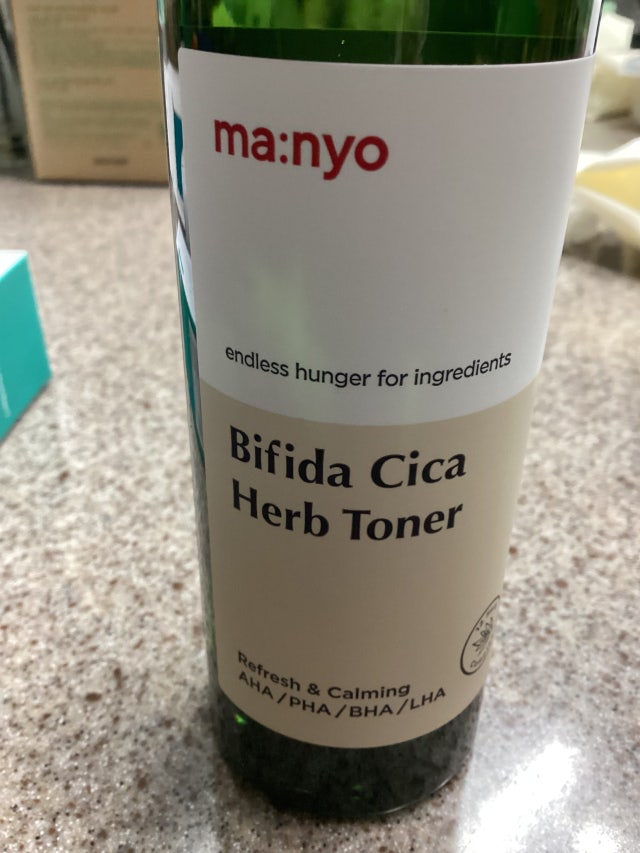 ma:nyo
endless hunger for ingredients
Bifida Cica
Herb Toner
Refresh & Calming
AHA/PHA/BHA/LHA